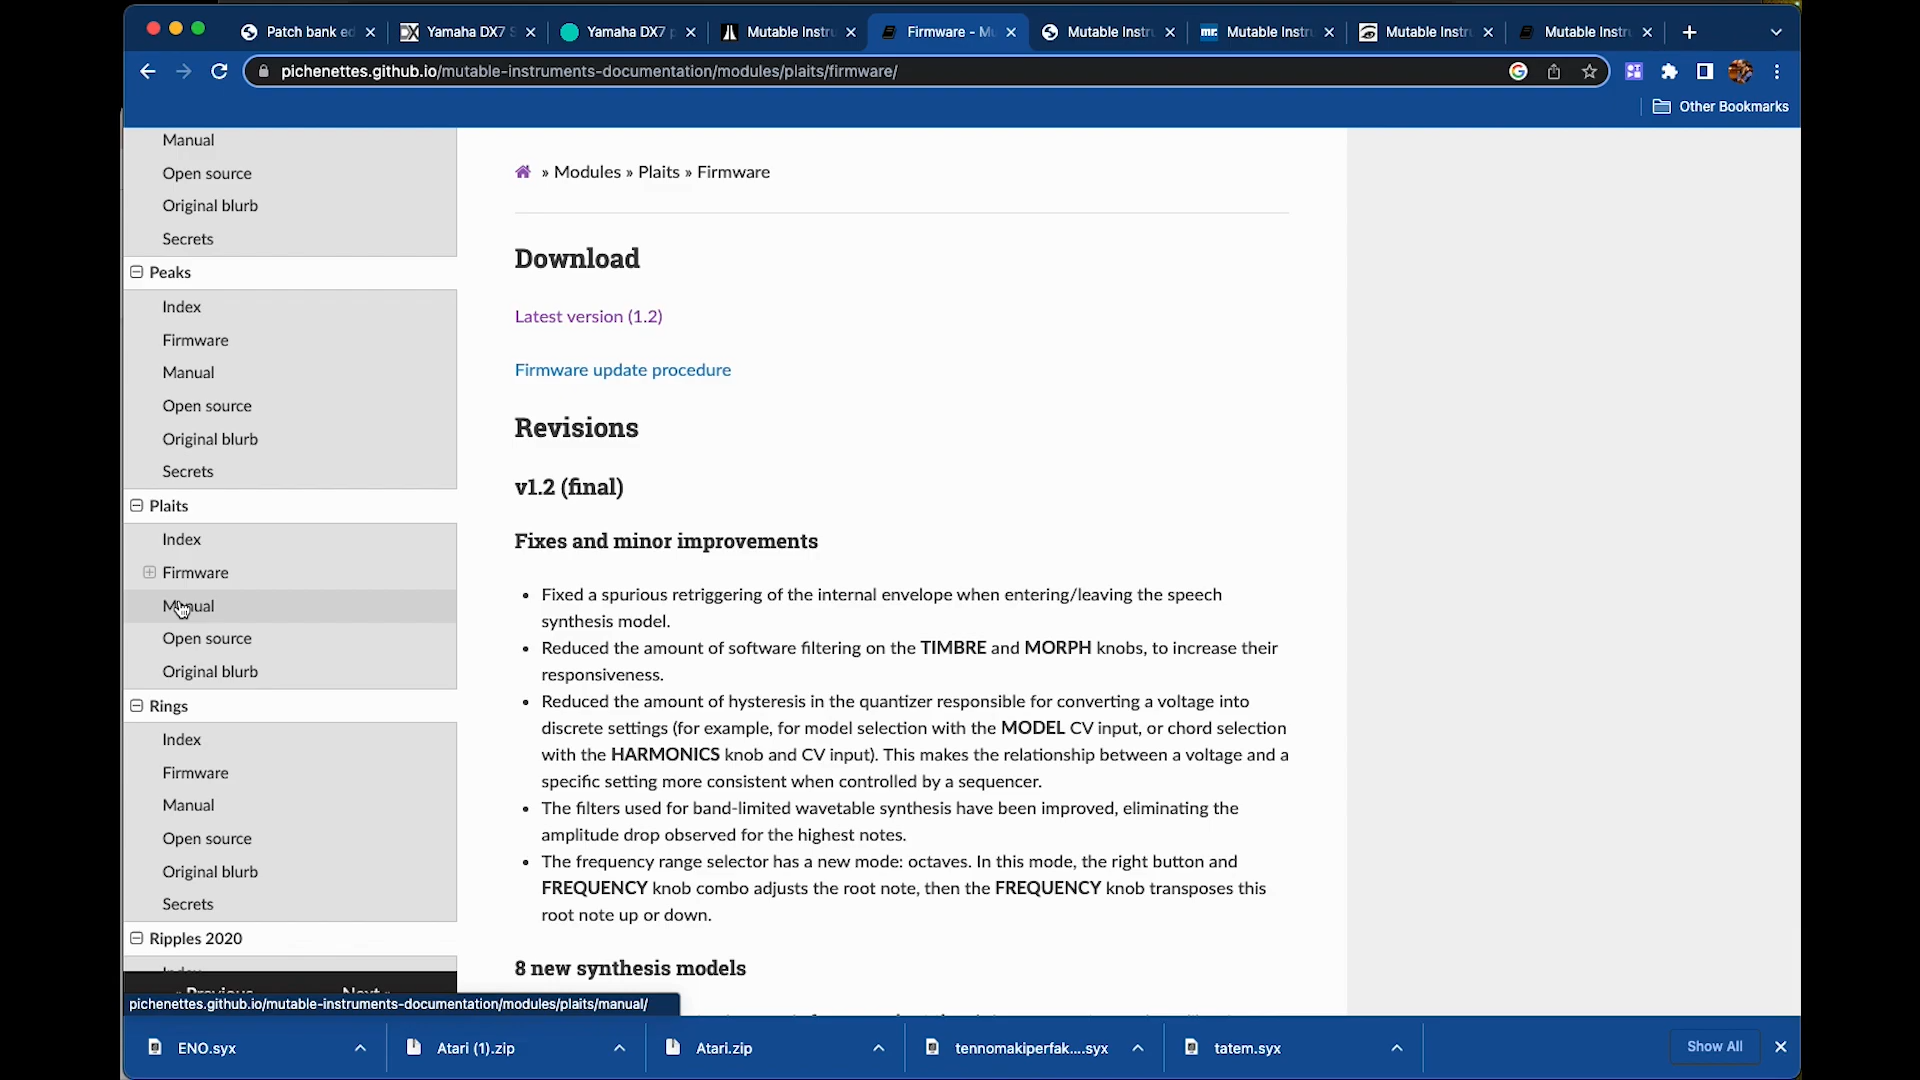 Patch bank ed
Yamaha DX7 S
Yamaha DX7 p
Mutable Instru
Firmware - Mu
Mutable Instru
Mutable Instru
Mutable Instru
Mutable Instru
pichenettes.github.io/mutable-instruments-documentation/modules/plaits/firmware/
Other Bookmarks
Manual
Open source
Original blurb
Secrets
Peaks
Index
Firmware
Manual
Open source
Original blurb
Secrets
Plaits
Index
Firmware
Manual
Open source
Original blurb
Rings
Index
Firmware
Manual
Open source
Original blurb
Secrets
Ripples 2020
Index
« Previous Next »
pichenettes.github.io/mutable-instruments-documentation/modules/plaits/manual/
» Modules » Plaits » Firmware
Download
Latest version (1.2)
Firmware update procedure
Revisions
v1.2 (final)
Fixes and minor improvements
• Fixed a spurious retriggering of the internal envelope when entering/leaving the speech
synthesis model.
• Reduced the amount of software filtering on the TIMBRE and MORPH knobs, to increase their
responsiveness.
• Reduced the amount of hysteresis in the quantizer responsible for converting a voltage into
discrete settings (for example, for model selection with the MODEL CV input, or chord selection
with the HARMONICS knob and CV input). This makes the relationship between a voltage and a
specific setting more consistent when controlled by a sequencer.
• The filters used for band-limited wavetable synthesis have been improved, eliminating the
amplitude drop observed for the highest notes.
• The frequency range selector has a new mode: octaves. In this mode, the right button and
FREQUENCY knob combo adjusts the root note, then the FREQUENCY knob transposes this
root note up or down.
8 new synthesis models
ENO.syx
Atari (1).zip
Atari.zip
tennomakiperfak....syx
tatem.syx
Show All